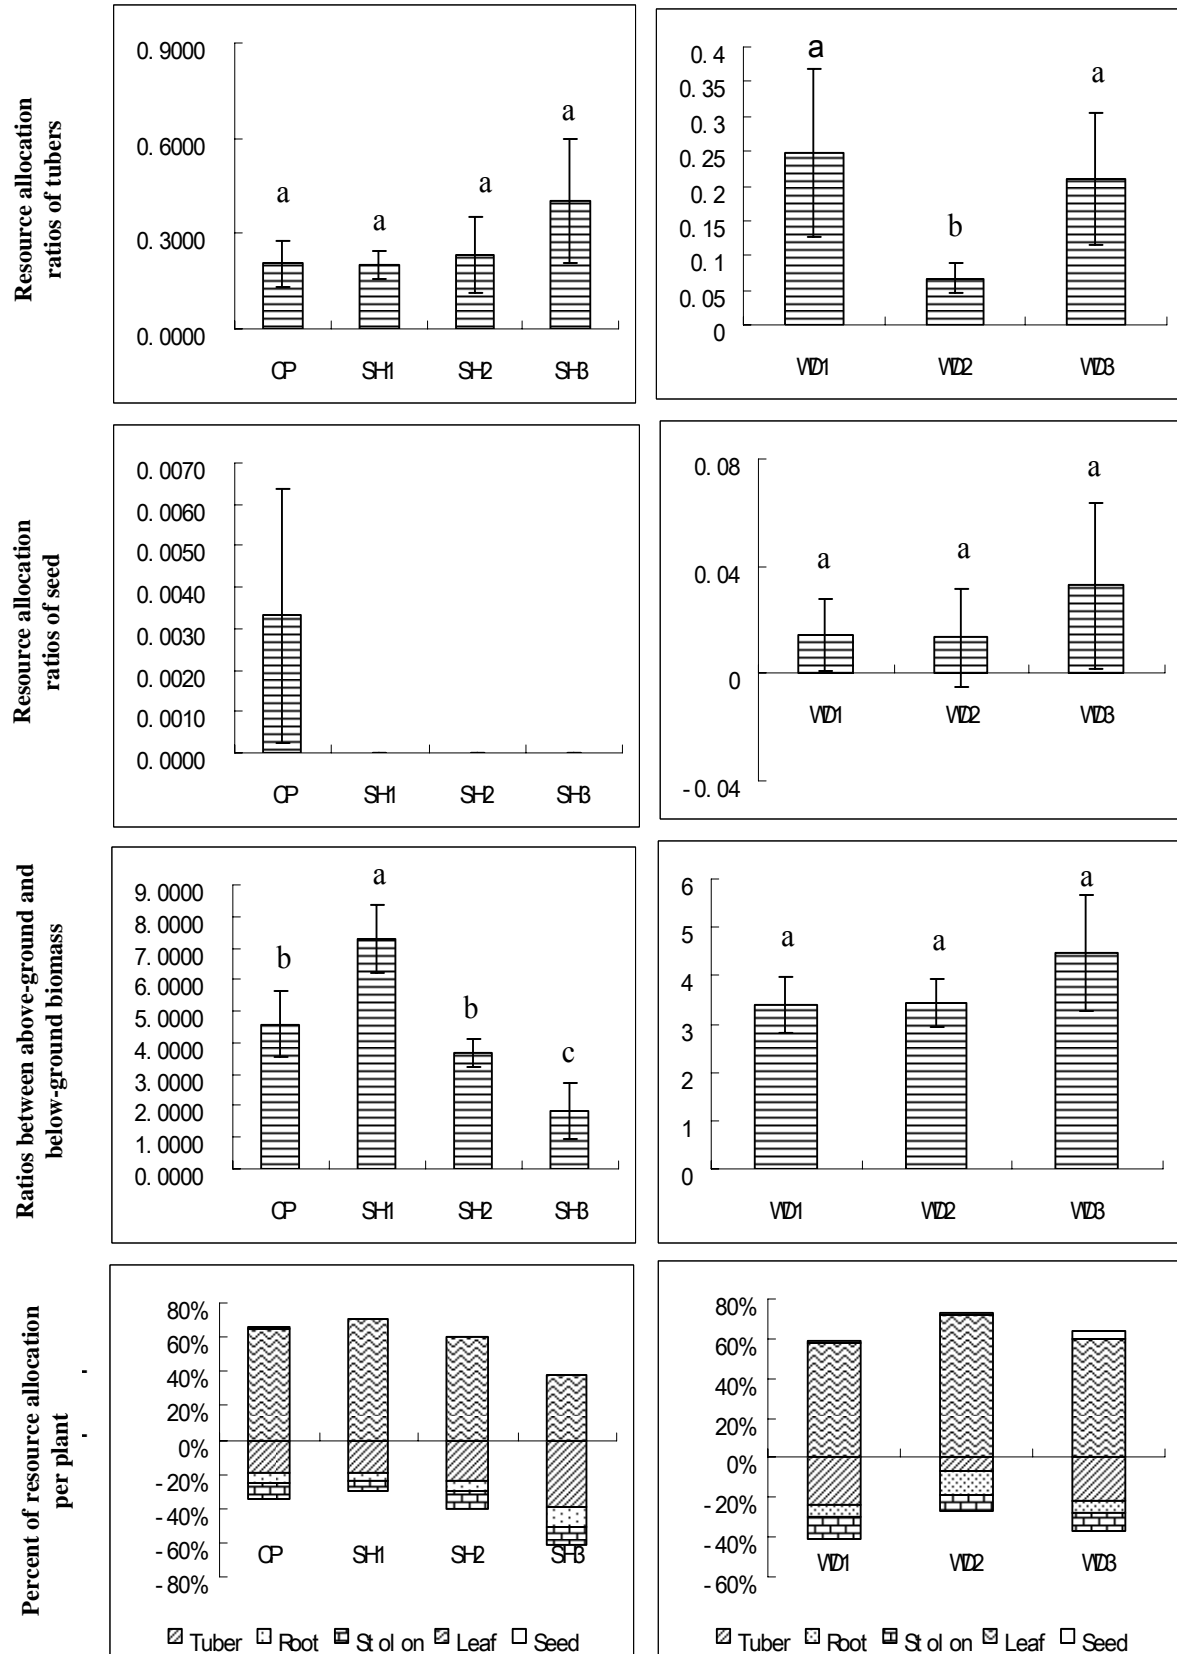 Resource allocation
ratios of tubers
0.9000
0.6000
0.3000
0.0000
a
a
a
a
CP SH1 SH2 SH3
0.4
0.35
0.3
0.25
0.2
0.15
0.1
0.05
0
a
b
a
WD1 WD2 WD3
Resource allocation
ratios of seed
0.0070
0.0060
0.0050
0.0040
0.0030
0.0020
0.0010
0.0000
CP SH1 SH2 SH3
0.08
0.04
0
-0.04
a
a
a
WD1 WD2 WD3
Ratios between above-ground and
below-ground biomass
9.0000
8.0000
7.0000
6.0000
5.0000
4.0000
3.0000
2.0000
1.0000
0.0000
b
a
b
c
CP SH1 SH2 SH3
6
5
4
3
2
1
0
a
a
a
WD1 WD2 WD3
Percent of resource allocation
per plant
80%
60%
40%
20%
0%
-20%
-40%
-60%
-80%
CP SH1 SH2 SH3
Tuber Root Stolon Leaf Seed
80%
60%
40%
20%
0%
-20%
-40%
-60%
WD1 WD2 WD3
Tuber Root Stolon Leaf Seed